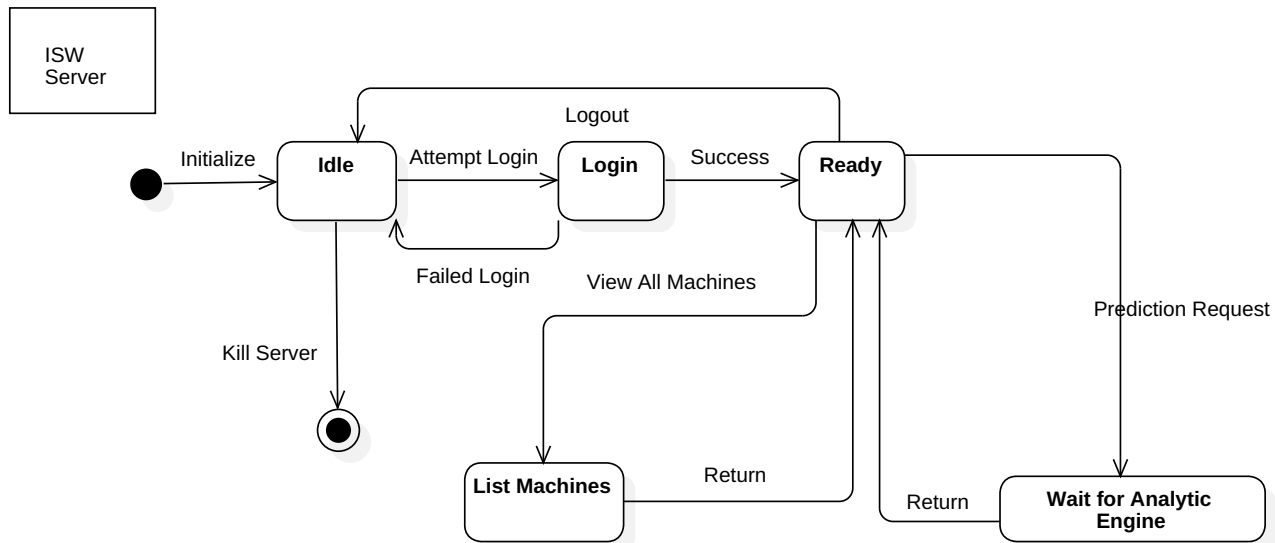 ISW
Server
Logout
Initialize
Idle
Attempt Login
Login
Success
Ready
Failed Login
View All Machines
Prediction Request
Kill Server
List Machines
Return
Return
Wait for Analytic
Engine